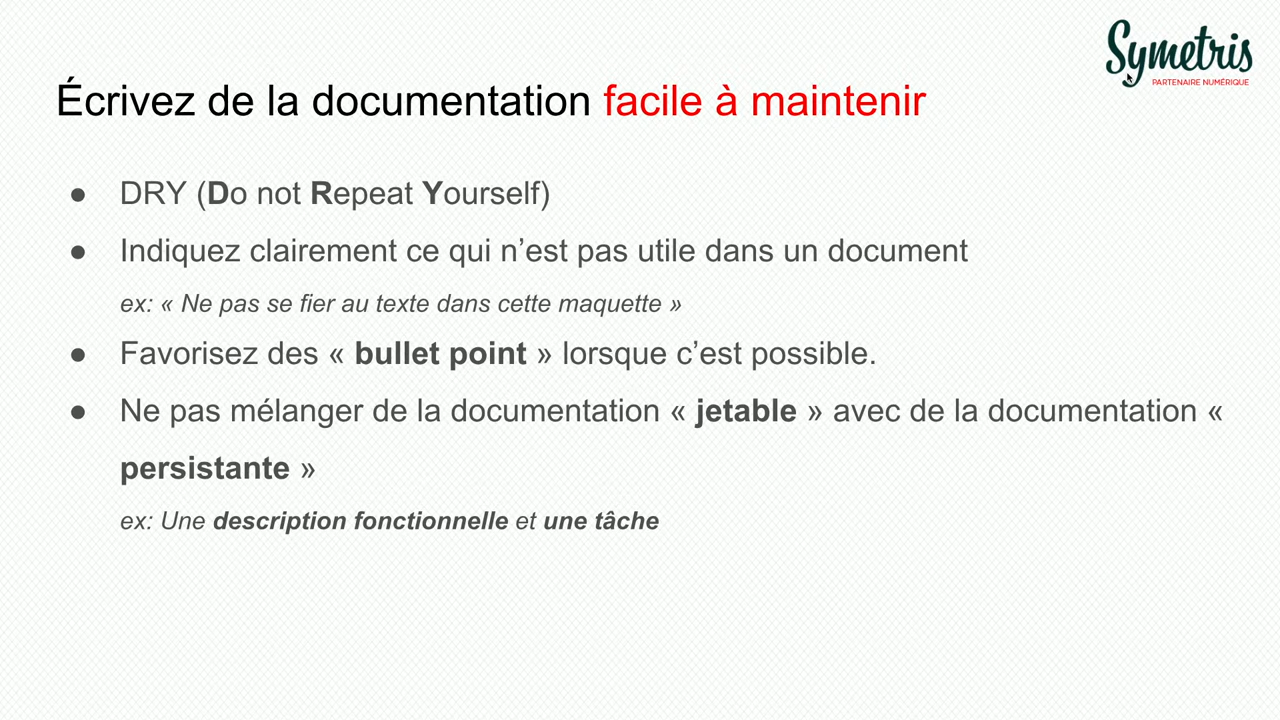 Symetris
PARTENAIRE NUMÉRIQUE
Écrivez de la documentation facile à maintenir
● DRY (Do not Repeat Yourself)
● Indiquez clairement ce qui n’est pas utile dans un document
ex: « Ne pas se fier au texte dans cette maquette »
● Favorisez des « bullet point » lorsque c’est possible.
● Ne pas mélanger de la documentation « jetable » avec de la documentation «
persistante »
ex: Une description fonctionnelle et une tâche